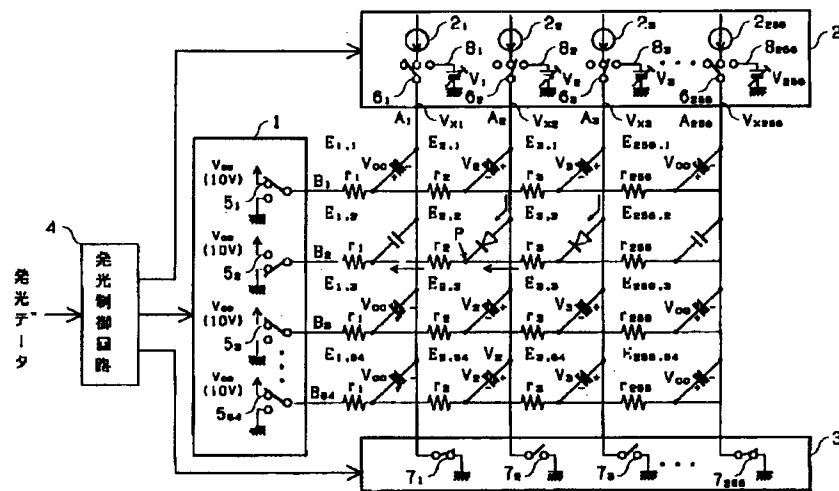 2₁ 2₂ 2₃ 2₂₅₆
2
8₁ 8₂ 8₃ 8₂₅₆
V₁ V₂ V₃ V₂₅₆
6₁ 6₂ 6₃ 6₂₅₆
A₁ Vx₁ A₂ Vx₂ A₃ Vx₃ A₂₅₆ Vx₂₅₆
1
E₁,₁ E₂,₁ E₃,₁ E₂₅₆,₁
Vcc
(10V)
5₁
B₁ r₁ Vcc r₂ V₂ r₃ V₃ r₂₅₆ Vcc
E₁,₂ E₂,₂ E₃,₂ E₂₅₆,₂
Vcc
(10V)
5₂
B₂ r₁ r₂ P r₃ r₂₅₆
4
発光データ
発光制御回路
E₁,₃ E₂,₃ E₃,₃ E₂₅₆,₃
Vcc
(10V)
5₃
B₃ r₁ Vcc r₂ V₂ r₃ V₃ r₂₅₆ Vcc
E₁,₆₄ E₂,₆₄ V₂ E₃,₆₄ E₂₅₆,₆₄
Vcc
(10V)
5₆₄
B₆₄ r₁ Vcc r₂ V₂ r₃ V₃ r₂₅₆ Vcc
3
7₁ 7₂ 7₃ 7₂₅₆